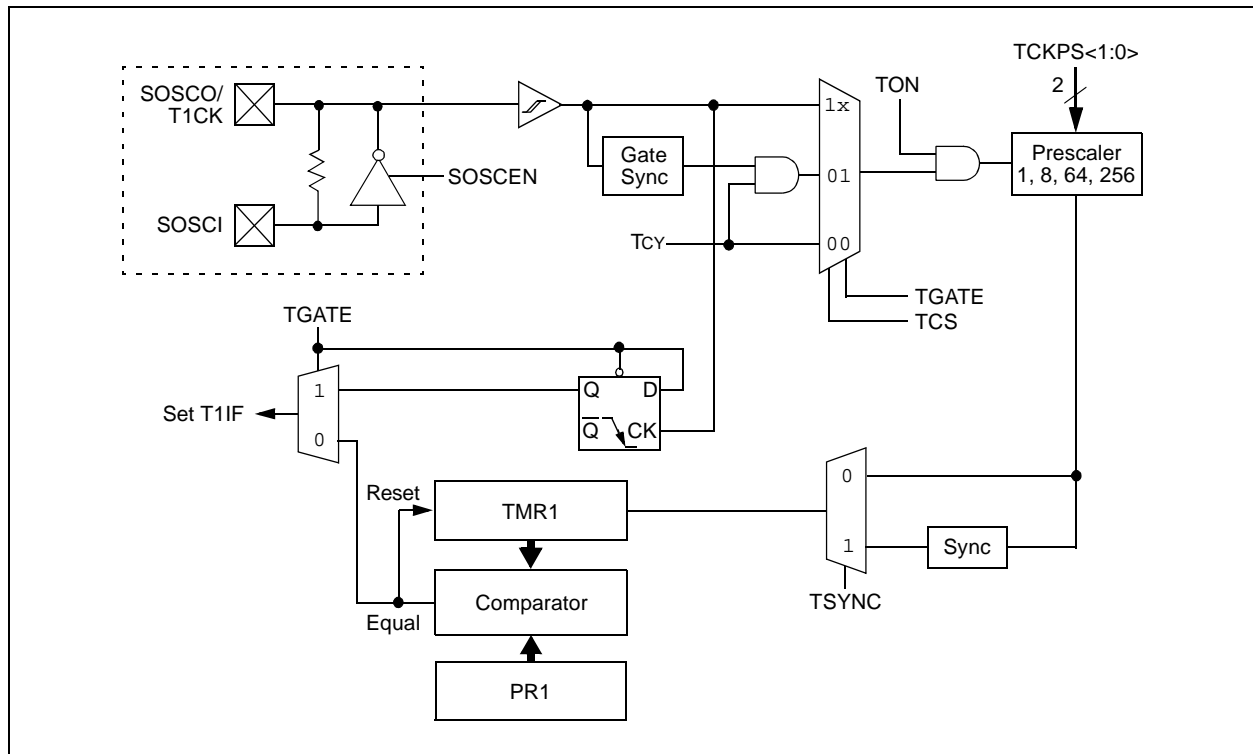 TCKPS<1:0>
SOSCO/
T1CK
TON
2
1x
Gate
Sync
Prescaler
1, 8, 64, 256
SOSCEN
01
SOSCI
TCY
00
TGATE
TCS
TGATE
1
Q
D
Set T1IF
Q
CK
0
Reset
TMR1
0
1
Sync
Comparator
TSYNC
Equal
PR1